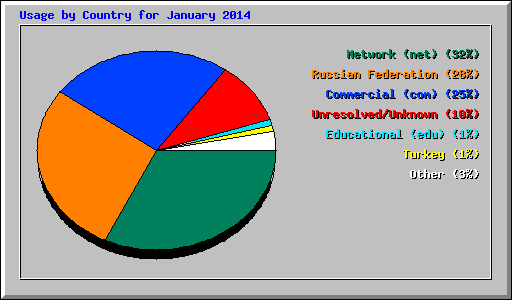 Usage by Country for January 2014
Network (net) (32%)
Russian Federation (28%)
Commercial (com) (25%)
Unresolved/Unknown (10%)
Educational (edu) (1%)
Turkey (1%)
Other (3%)